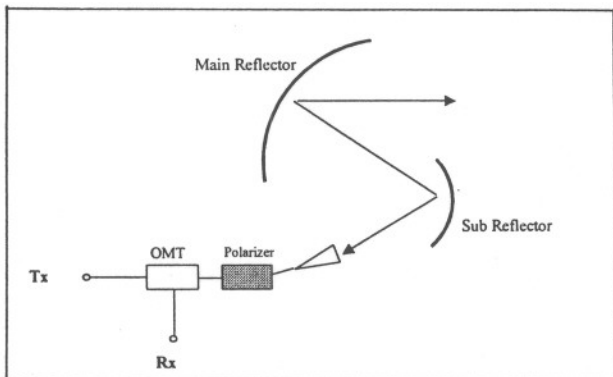 Main Reflector
Sub Reflector
OMT
Polarizer
Tx
Rx